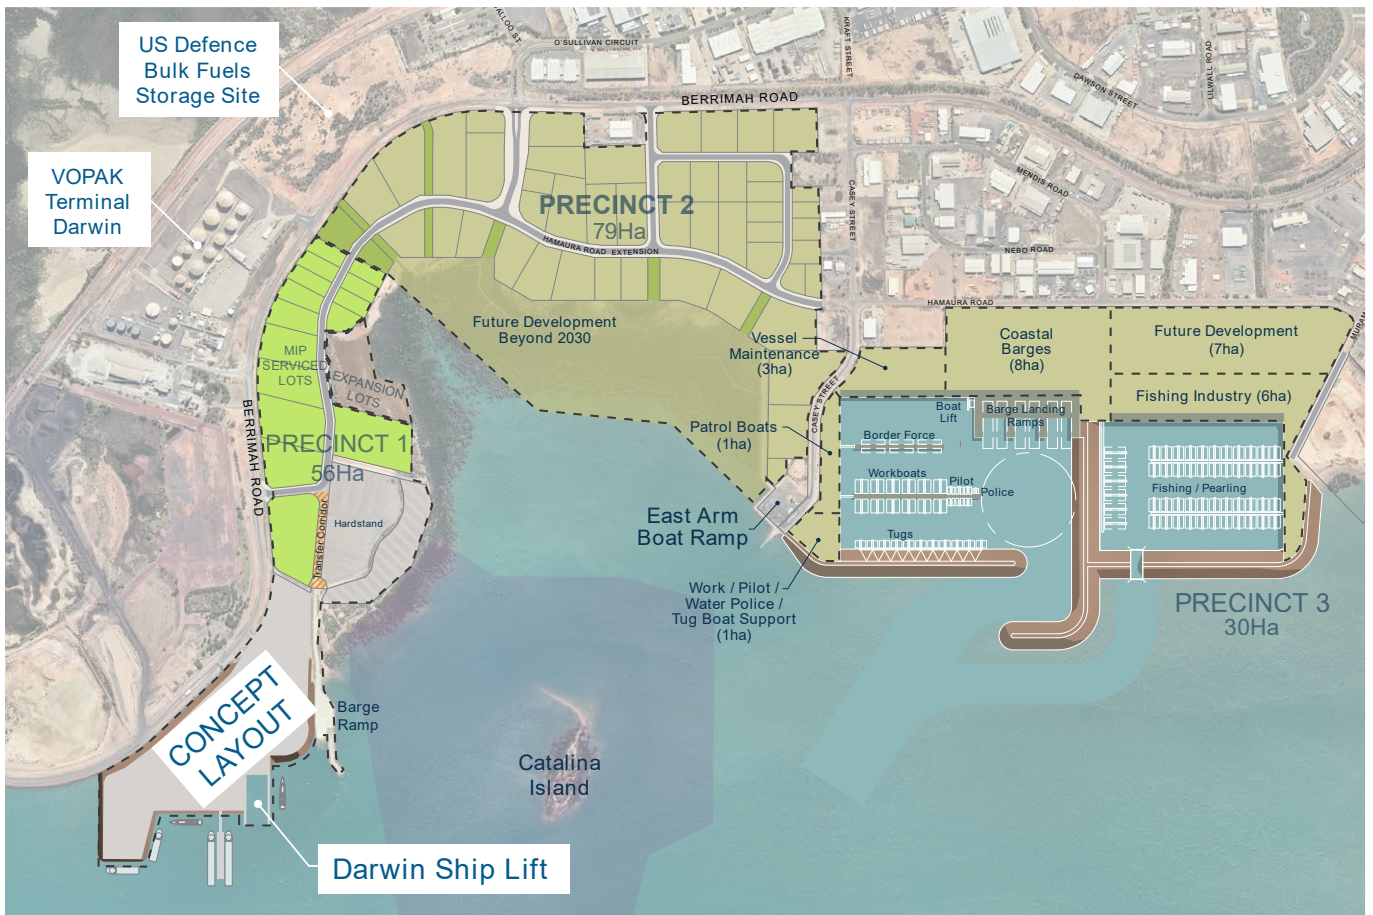 US Defence
Bulk Fuels
Storage Site
O'SULLIVAN CIRCUIT
KRAFT STREET
LILWALL ROAD
DAWSON STREET
BERRIMAH ROAD
VOPAK
Terminal
Darwin
MENDIS ROAD
CASEY STREET
PRECINCT 2
79Ha
HAMAURA ROAD EXTENSION
NEBO ROAD
HAMAURA ROAD
Future Development
Beyond 2030
Vessel
Maintenance
(3ha)
Coastal
Barges
(8ha)
Future Development
(7ha)
Fishing Industry (6ha)
MIP
SERVICED
LOTS
EXPANSION
LOTS
CASEY STREET
BERRIMAH ROAD
PRECINCT 1
56Ha
Patrol Boats
(1ha)
Boat
Lift
Barge Landing
Ramps
Border Force
Workboats
Pilot
Police
Fishing / Pearling
Tugs
Hardstand
Transfer Corridor
East Arm
Boat Ramp
Work / Pilot /
Water Police /
Tug Boat Support
(1ha)
PRECINCT 3
30Ha
CONCEPT
LAYOUT
Barge
Ramp
Catalina
Island
Darwin Ship Lift